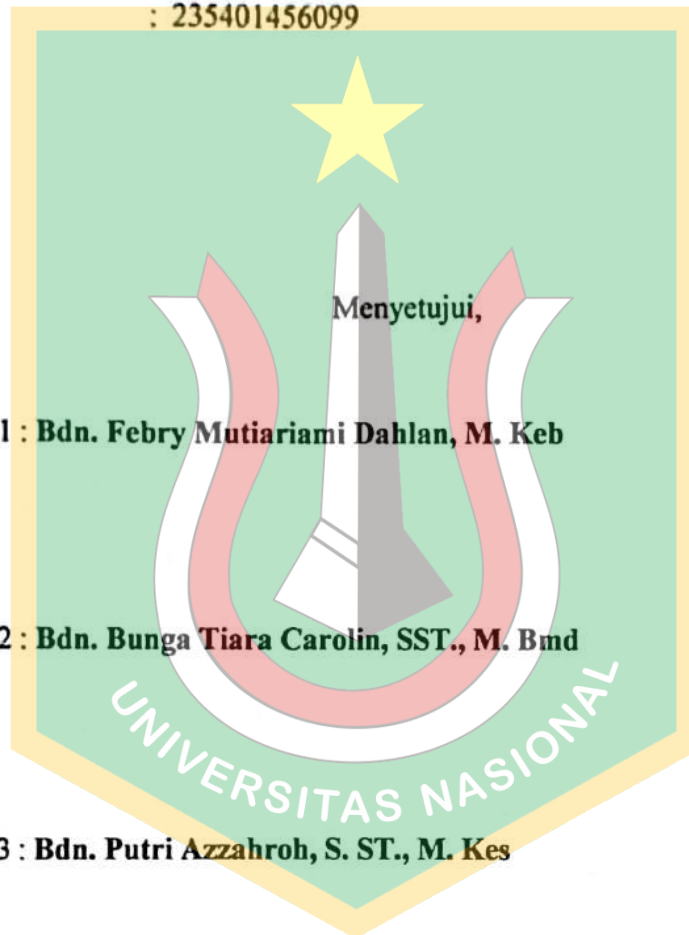 : 235401456099
Menyetujui,
1 : Bdn. Febry Mutiariami Dahlan, M. Keb
2 : Bdn. Bunga Tiara Carolin, SST., M. Bmd
3 : Bdn. Putri Azzahroh, S. ST., M. Kes
UNIVERSITAS NASIONAL